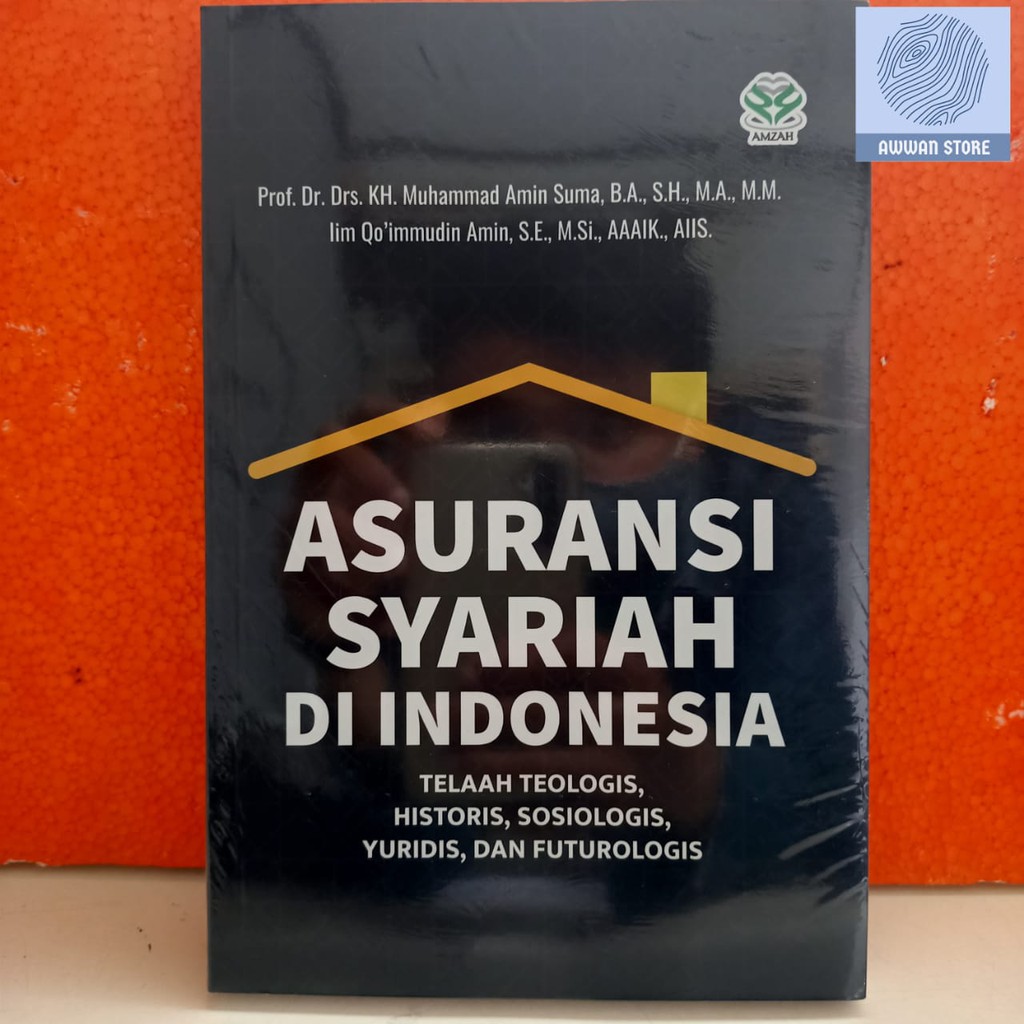 AMZAH
AWWAN STORE
Prof. Dr. Drs. KH. Muhammad Amin Suma, B.A., S.H., M.A., M.M.
Iim Qo'immudin Amin, S.E., M.Si., AAAIK., AIIS.
ASURANSI
SYARIAH
DI INDONESIA
TELAAH TEOLOGIS,
HISTORIS, SOSIOLOGIS,
YURIDIS, DAN FUTUROLOGIS